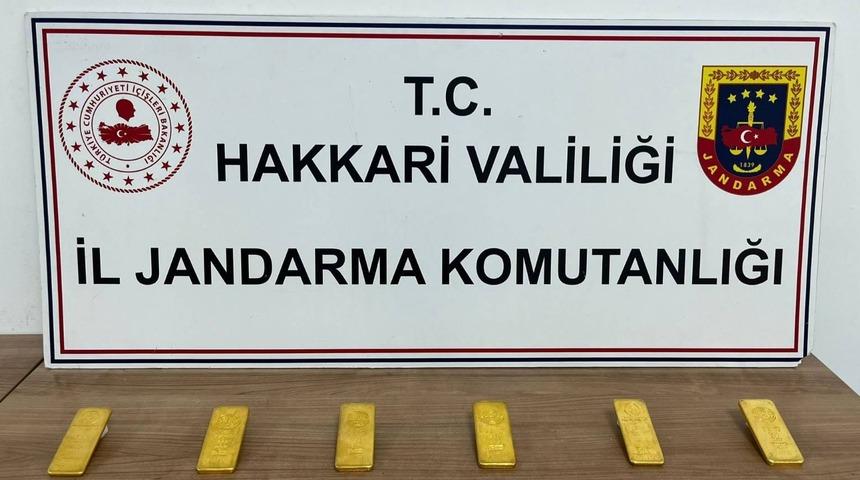 T.C.
HAKKARİ VALİLİĞİ
İL JANDARMA KOMUTANLIĞI
TÜRKİYE CUMHURİYETİ İÇİŞLERİ BAKANLIĞI
1839
JANDARMA